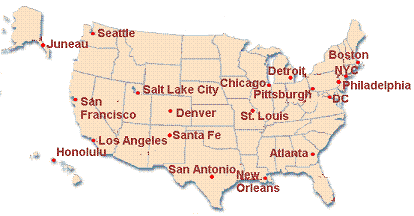 Seattle
Juneau
Boston
NYC
Detroit
Chicago
Pittsburgh
Philadelphia
DC
Salt Lake City
San
Francisco
Denver
St. Louis
Los Angeles
Santa Fe
Honolulu
Atlanta
San Antonio
New
Orleans